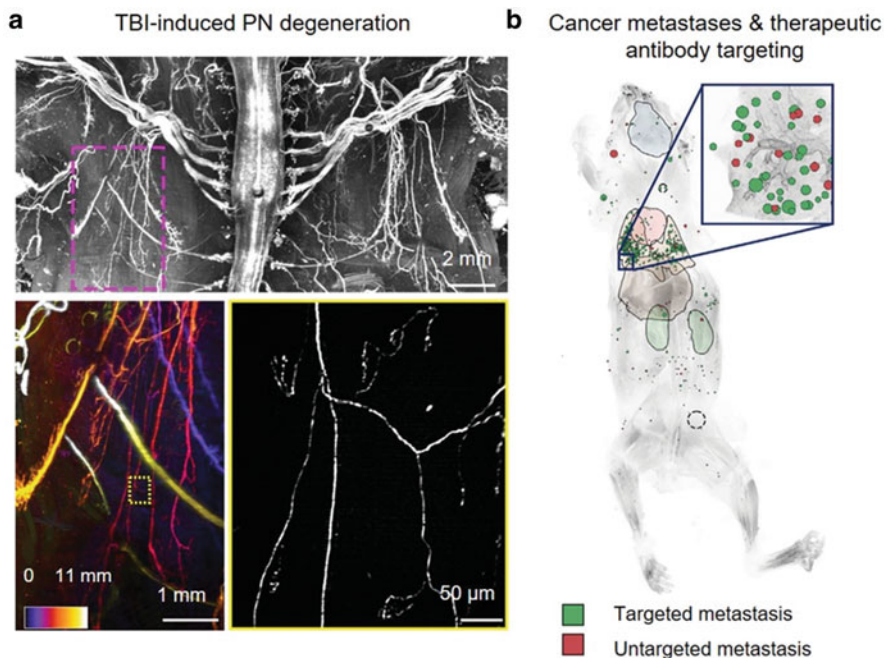 a
TBI-induced PN degeneration
2 mm
0 11 mm
1 mm
50 µm
b
Cancer metastases & therapeutic
antibody targeting
Targeted metastasis
Untargeted metastasis